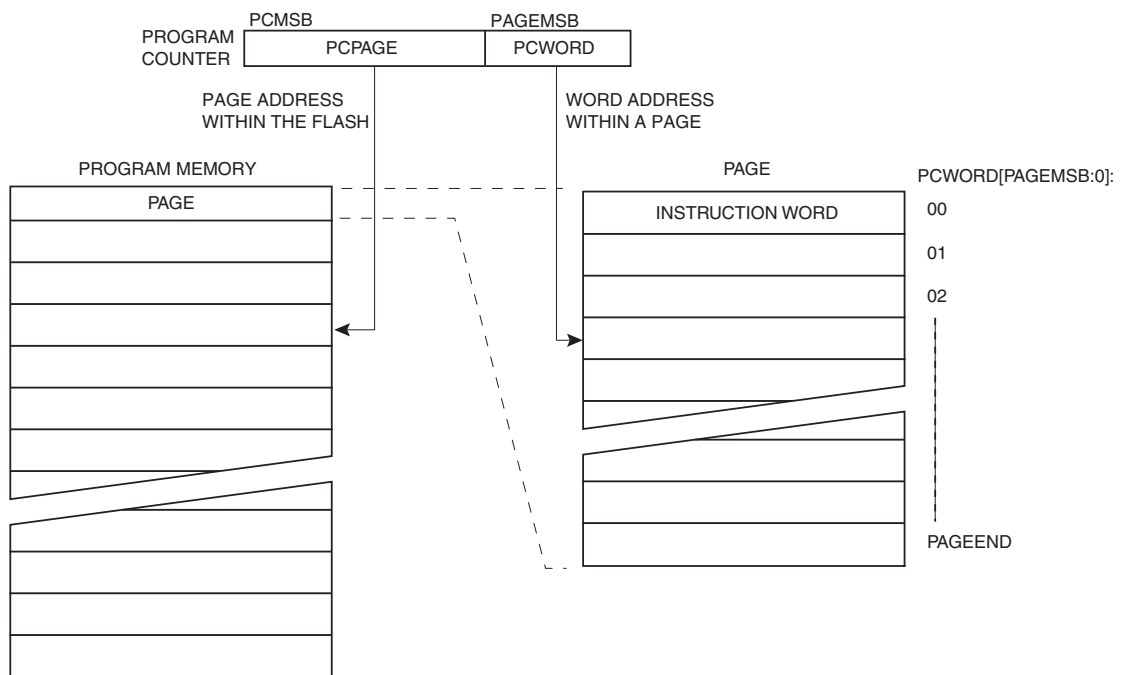 PCMSB
PAGEMSB
PROGRAM
COUNTER
PCPAGE
PCWORD
PAGE ADDRESS
WITHIN THE FLASH
WORD ADDRESS
WITHIN A PAGE
PROGRAM MEMORY
PAGE
PAGE
INSTRUCTION WORD
PCWORD[PAGEMSB:0]:
00
01
02
PAGEEND